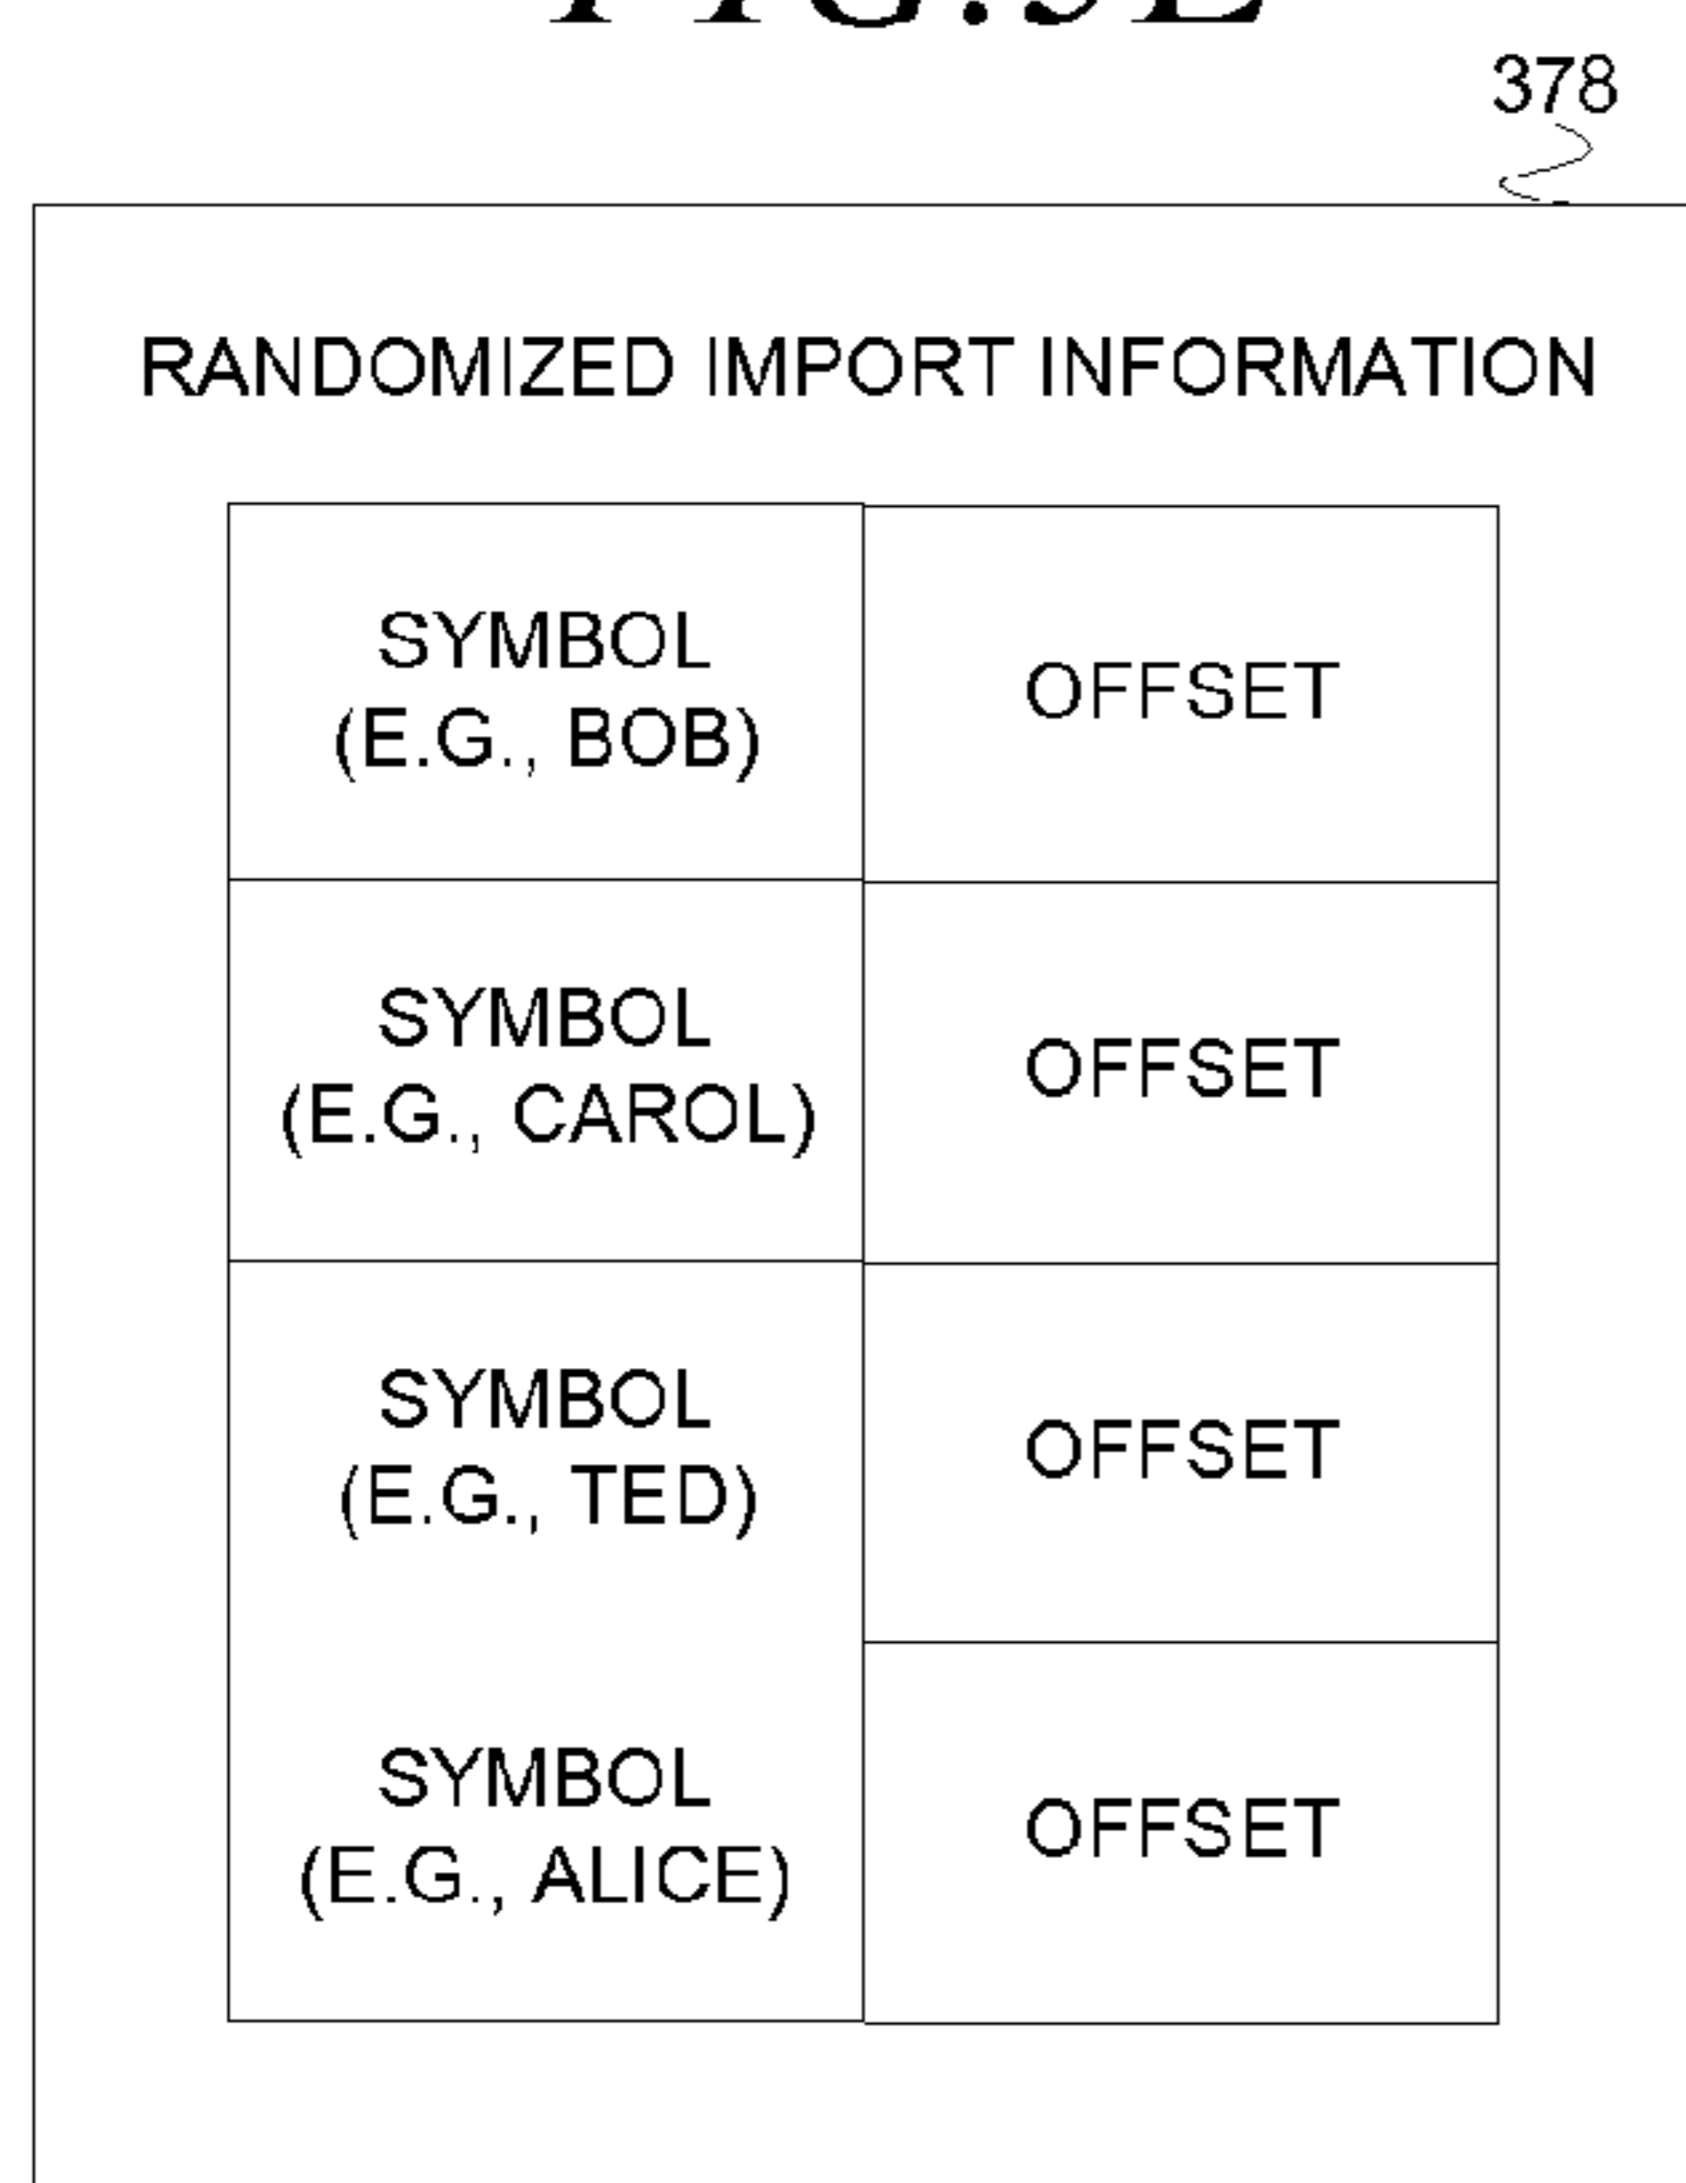 378
RANDOMIZED IMPORT INFORMATION
SYMBOL
(E.G., BOB)
OFFSET
SYMBOL
(E.G., CAROL)
OFFSET
SYMBOL
(E.G., TED)
OFFSET
SYMBOL
(E.G., ALICE)
OFFSET